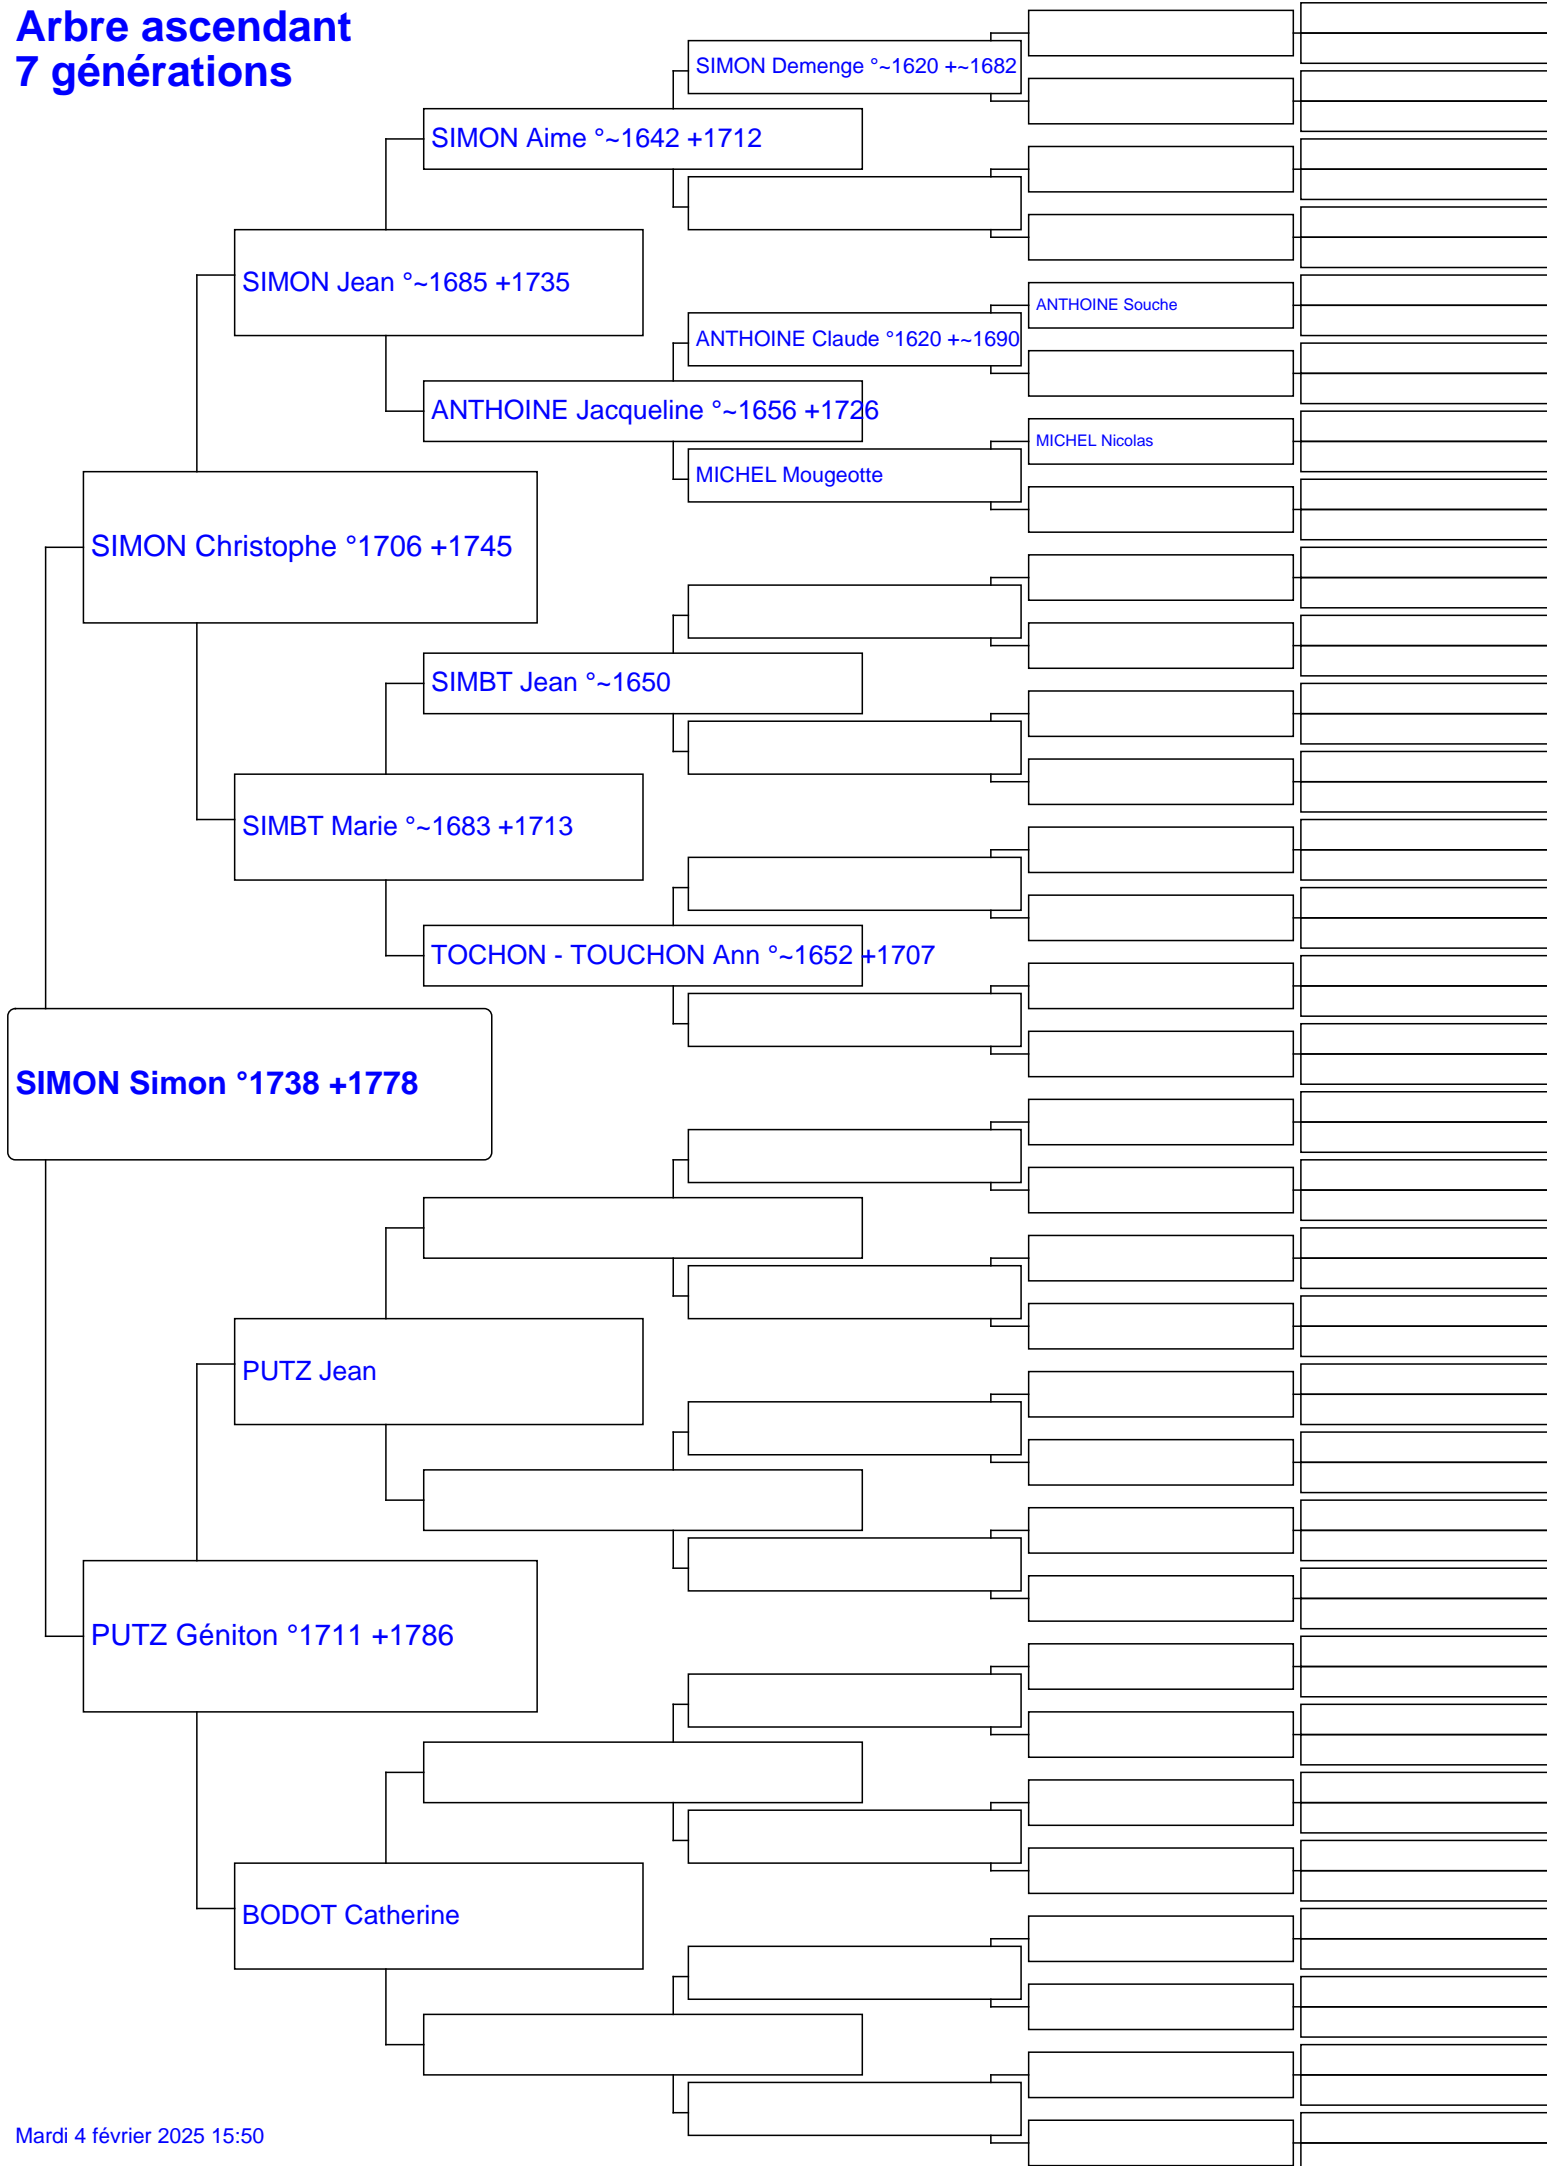 Arbre ascendant
7 générations
SIMON Demenge °~1620 +~1682
SIMON Aime °~1642 +1712
SIMON Jean °~1685 +1735
ANTHOINE Souche
ANTHOINE Claude °1620 +~1690
ANTHOINE Jacqueline °~1656 +1726
MICHEL Nicolas
MICHEL Mougeotte
SIMON Christophe °1706 +1745
SIMBT Jean °~1650
SIMBT Marie °~1683 +1713
TOCHON - TOUCHON Ann °~1652 +1707
SIMON Simon °1738 +1778
PUTZ Jean
PUTZ Géniton °1711 +1786
BODOT Catherine
Mardi 4 février 2025 15:50